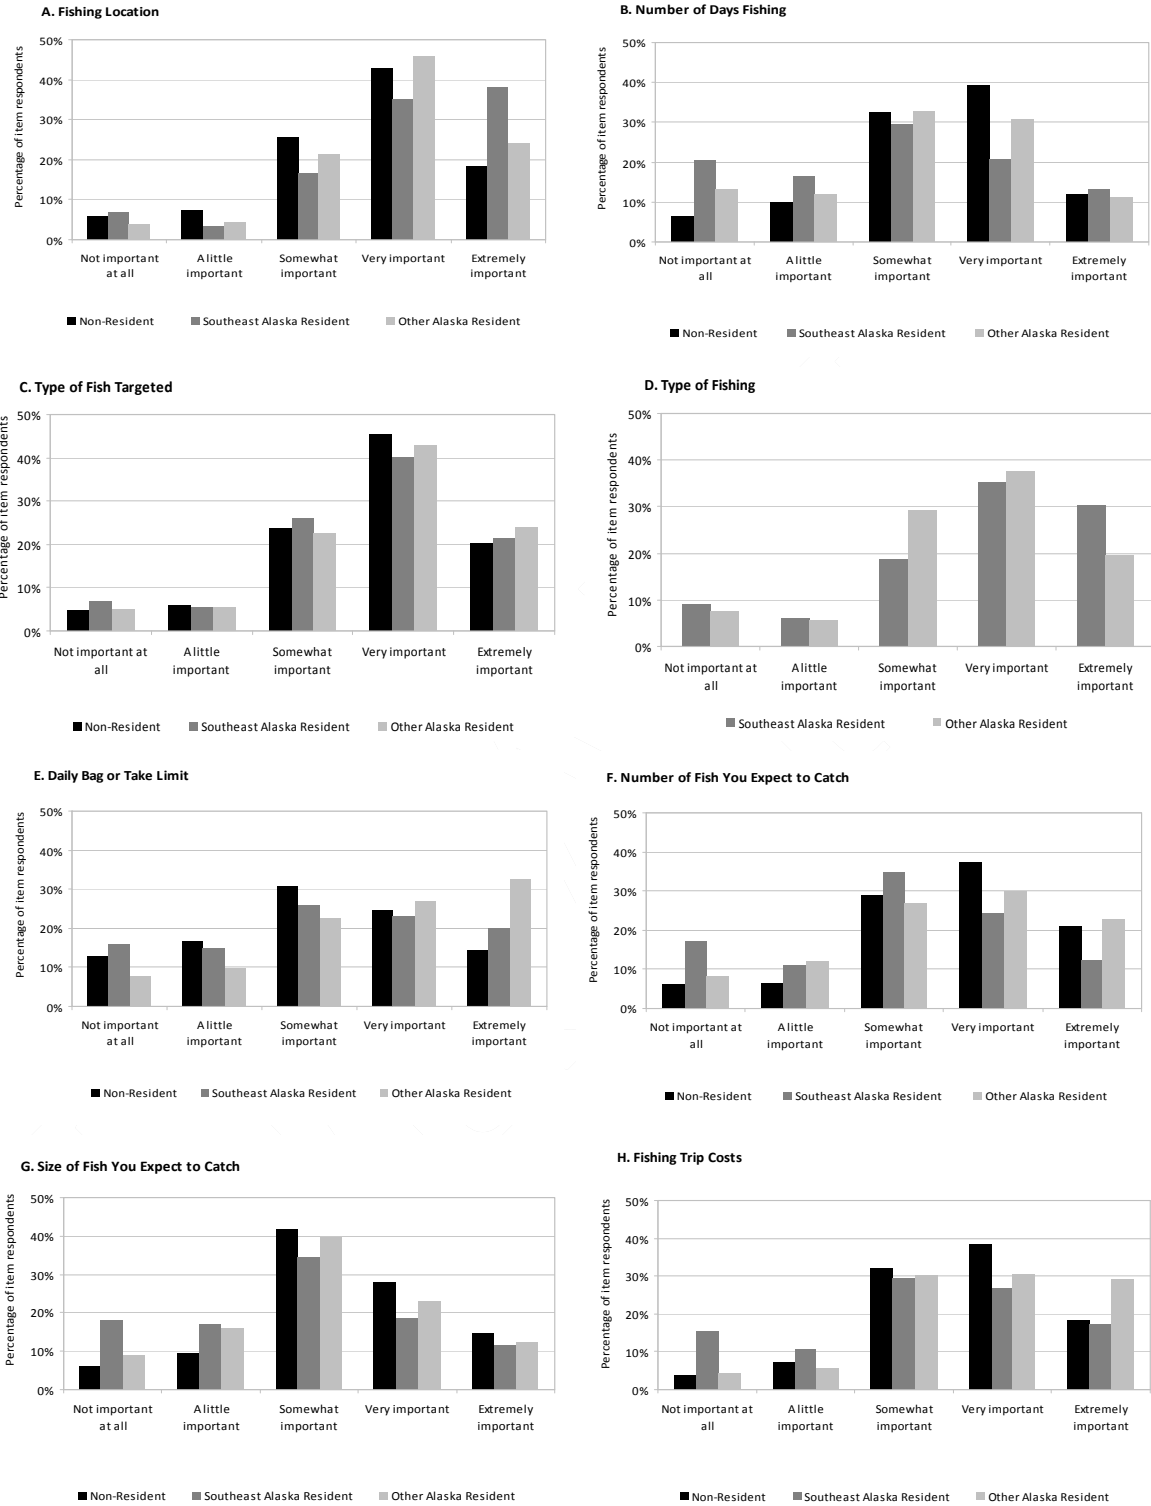 A. Fishing Location
Percentage of item respondents
50%
40%
30%
20%
10%
0%
Not important at all
A little important
Somewhat important
Very important
Extremely important
Non-Resident Southeast Alaska Resident Other Alaska Resident
B. Number of Days Fishing
Percentage of item respondents
50%
40%
30%
20%
10%
0%
Not important at all
A little important
Somewhat important
Very important
Extremely important
Non-Resident Southeast Alaska Resident Other Alaska Resident
C. Type of Fish Targeted
Percentage of item respondents
50%
40%
30%
20%
10%
0%
Not important at all
A little important
Somewhat important
Very important
Extremely important
Non-Resident Southeast Alaska Resident Other Alaska Resident
D. Type of Fishing
Percentage of item respondents
50%
40%
30%
20%
10%
0%
Not important at all
A little important
Somewhat important
Very important
Extremely important
Southeast Alaska Resident Other Alaska Resident
E. Daily Bag or Take Limit
Percentage of item respondents
50%
40%
30%
20%
10%
0%
Not important at all
A little important
Somewhat important
Very important
Extremely important
Non-Resident Southeast Alaska Resident Other Alaska Resident
F. Number of Fish You Expect to Catch
Percentage of item respondents
50%
40%
30%
20%
10%
0%
Not important at all
A little important
Somewhat important
Very important
Extremely important
Non-Resident Southeast Alaska Resident Other Alaska Resident
G. Size of Fish You Expect to Catch
Percentage of item respondents
50%
40%
30%
20%
10%
0%
Not important at all
A little important
Somewhat important
Very important
Extremely important
Non-Resident Southeast Alaska Resident Other Alaska Resident
H. Fishing Trip Costs
Percentage of item respondents
50%
40%
30%
20%
10%
0%
Not important at all
A little important
Somewhat important
Very important
Extremely important
Non-Resident Southeast Alaska Resident Other Alaska Resident